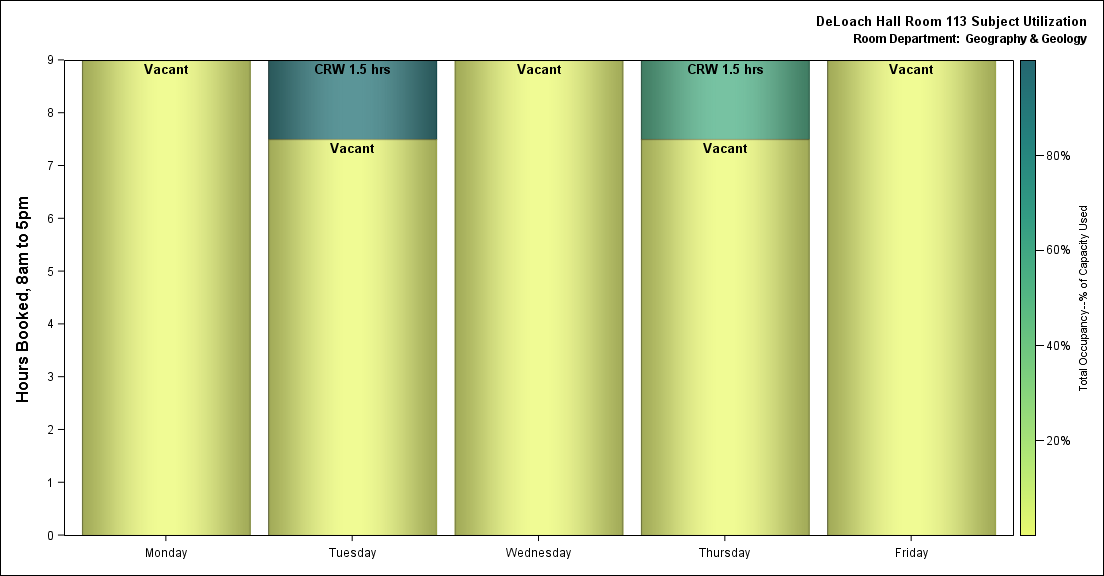 DeLoach Hall Room 113 Subject Utilization
Room Department: Geography & Geology
Hours Booked, 8am to 5pm
9
8
7
6
5
4
3
2
1
0
Vacant
CRW 1.5 hrs
Vacant
Vacant
CRW 1.5 hrs
Vacant
Vacant
Monday
Tuesday
Wednesday
Thursday
Friday
80%
60%
40%
20%
Total Occupancy--% of Capacity Used